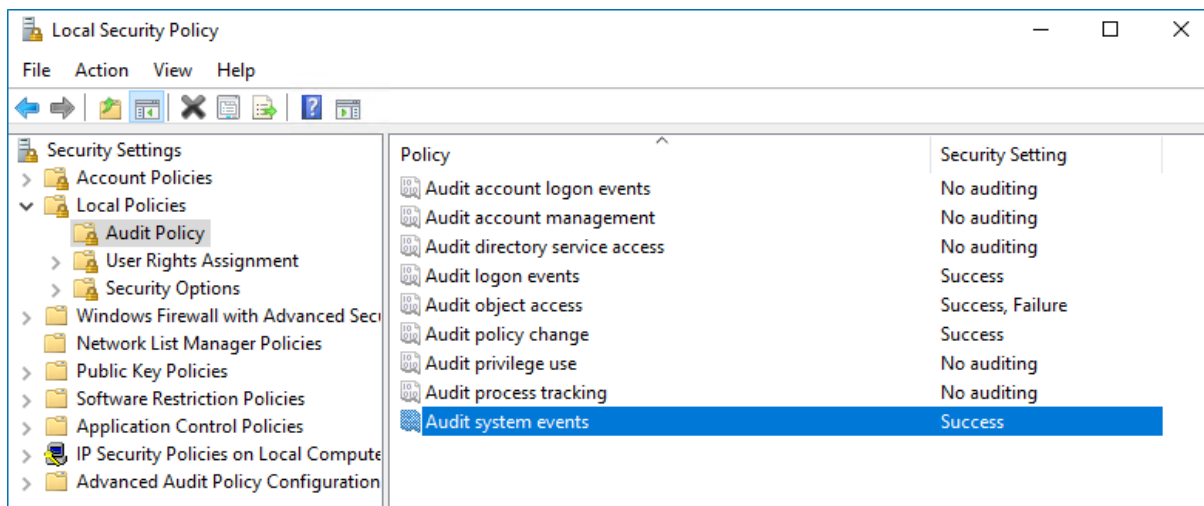 Local Security Policy
File Action View Help
Security Settings
Account Policies
Local Policies
Audit Policy
User Rights Assignment
Security Options
Windows Firewall with Advanced Secu
Network List Manager Policies
Public Key Policies
Software Restriction Policies
Application Control Policies
IP Security Policies on Local Compute
Advanced Audit Policy Configuration
Policy Security Setting
Audit account logon events No auditing
Audit account management No auditing
Audit directory service access No auditing
Audit logon events Success
Audit object access Success, Failure
Audit policy change Success
Audit privilege use No auditing
Audit process tracking No auditing
Audit system events Success